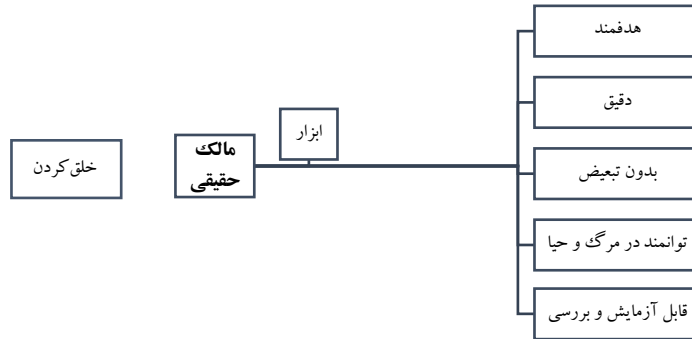 هدفمند
دقیق
بدون تبعیض
توانمند در مرگ و حیا
قابل آزمایش و بررسی
ابزار
مالک
حقیقی
خلق کردن